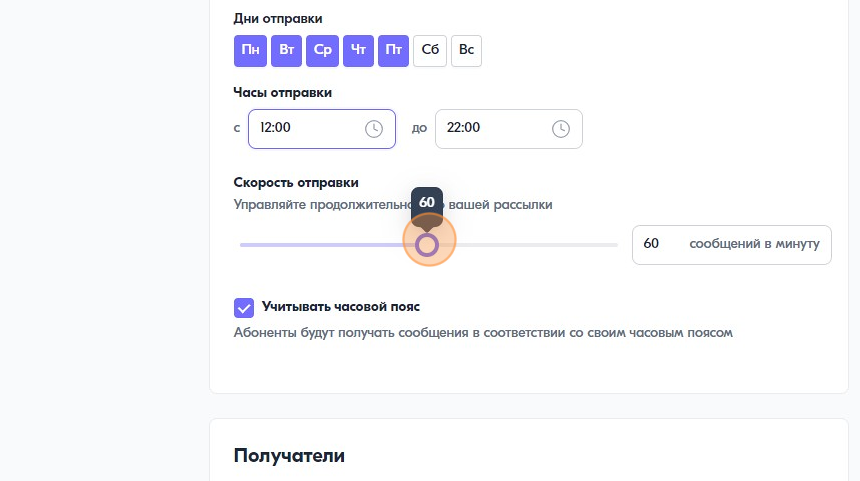 Дни отправки
Пн Вт Ср Чт Пт Сб Вс
Часы отправки
с 12:00 до 22:00
Скорость отправки
60
Управляйте вашей рассылки
60 сообщений в минуту
Учитывать часовой пояс
Абоненты будут получать сообщения в соответствии со своим часовым поясом
Получатели